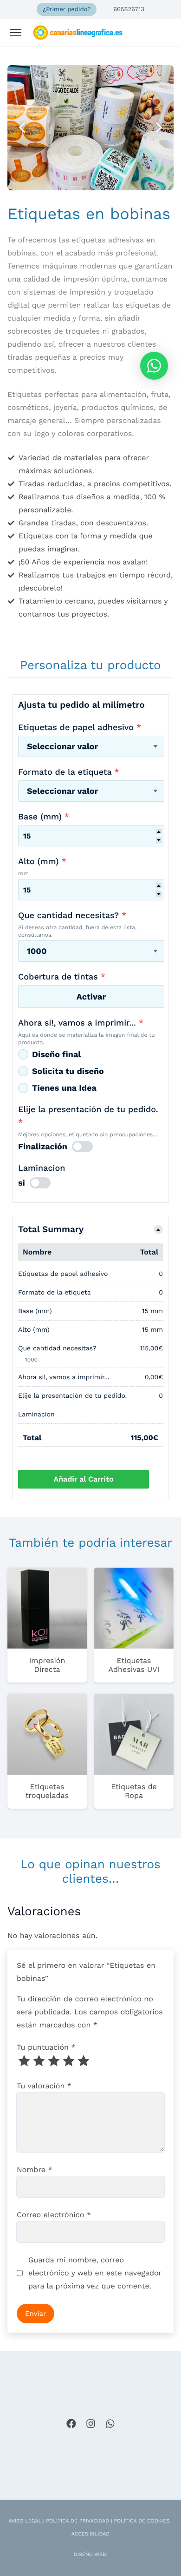 ¿Primer pedido?
665826713
canariaslineagrafica.es
JUGO DE ALOE
Etiquetas en bobinas
Te ofrecemos las etiquetas adhesivas en
bobinas, con el acabado más profesional.
Tenemos máquinas modernas que garantizan
una calidad de impresión óptima, contamos
con sistemas de impresión y troquelado
digital que permiten realizar las etiquetas de
cualquier medida y forma, sin añadir
sobrecostes de troqueles ni grabados,
pudiendo asi, ofrecer a nuestros clientes
tiradas pequeñas a precios muy
competitivos.
Etiquetas perfectas para alimentación, fruta,
cosméticos, joyería, productos químicos, de
marcaje general... Siempre personalizadas
con su logo y colores corporativos.
Variedad de materiales para ofrecer
máximas soluciones.
Tiradas reducidas, a precios competitivos.
Realizamos tus diseños a medida, 100 %
personalizable.
Grandes tiradas, con descuentazos.
Etiquetas con la forma y medida que
puedas imaginar.
¡50 Años de experiencia nos avalan!
Realizamos tus trabajos en tiempo récord,
¡descúbrelo!
Tratamiento cercano, puedes visitarnos y
contarnos tus proyectos.
Personaliza tu producto
Ajusta tu pedido al milímetro
Etiquetas de papel adhesivo *
Seleccionar valor
Formato de la etiqueta *
Seleccionar valor
Base (mm) *
15
Alto (mm) *
mm
15
Que cantidad necesitas? *
Si deseas otra cantidad, fuera de esta lista,
consúltanos.
1000
Cobertura de tintas *
Activar
Ahora si!, vamos a imprimir... *
Aquí es donde se materializa la imagen final de tu
producto.
Diseño final
Solicita tu diseño
Tienes una Idea
Elije la presentación de tu pedido.
*
Mejores opciones, etiquetado sin preocupaciones...
Finalización
Laminacion
si
Total Summary
Nombre Total
Etiquetas de papel adhesivo 0
Formato de la etiqueta 0
Base (mm) 15 mm
Alto (mm) 15 mm
Que cantidad necesitas? 115,00€
1000
Ahora si!, vamos a imprimir... 0,00€
Elije la presentación de tu pedido. 0
Laminacion
Total 115,00€
Añadir al Carrito
También te podría interesar
KOI
Impresión
Directa
Etiquetas
Adhesivas UVI
Etiquetas
troqueladas
MAR
Etiquetas de
Ropa
Lo que opinan nuestros
clientes...
Valoraciones
No hay valoraciones aún.
Sé el primero en valorar “Etiquetas en
bobinas”
Tu dirección de correo electrónico no
será publicada. Los campos obligatorios
están marcados con *
Tu puntuación *
Tu valoración *
Nombre *
Correo electrónico *
Guarda mi nombre, correo
electrónico y web en este navegador
para la próxima vez que comente.
Enviar
AVISO LEGAL | POLÍTICA DE PRIVACIDAD | POLÍTICA DE COOKIES |
ACCESIBILIDAD
DISEÑO WEB